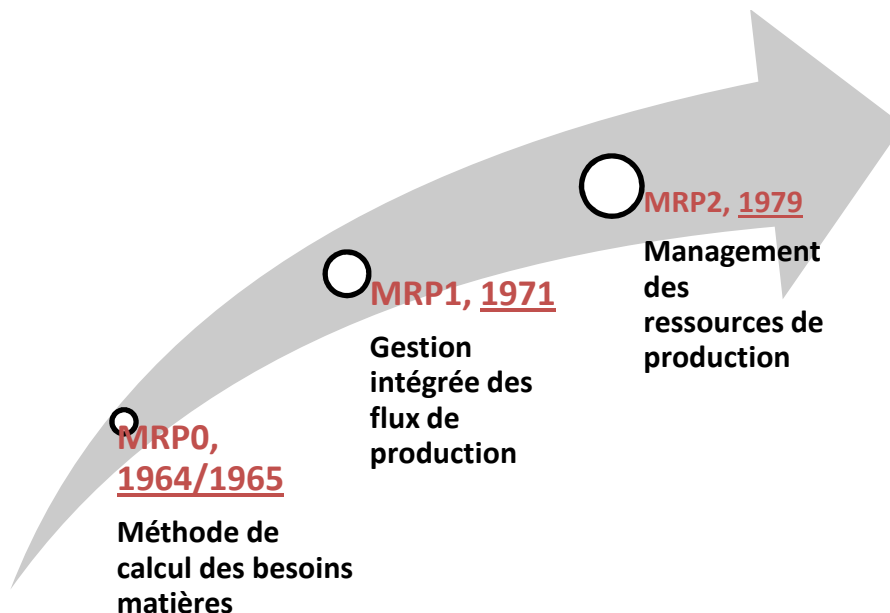 MRP0,
1964/1965
Méthode de
calcul des besoins
matières
MRP1, 1971
Gestion
intégrée des
flux de
production
MRP2, 1979
Management
des
ressources de
production